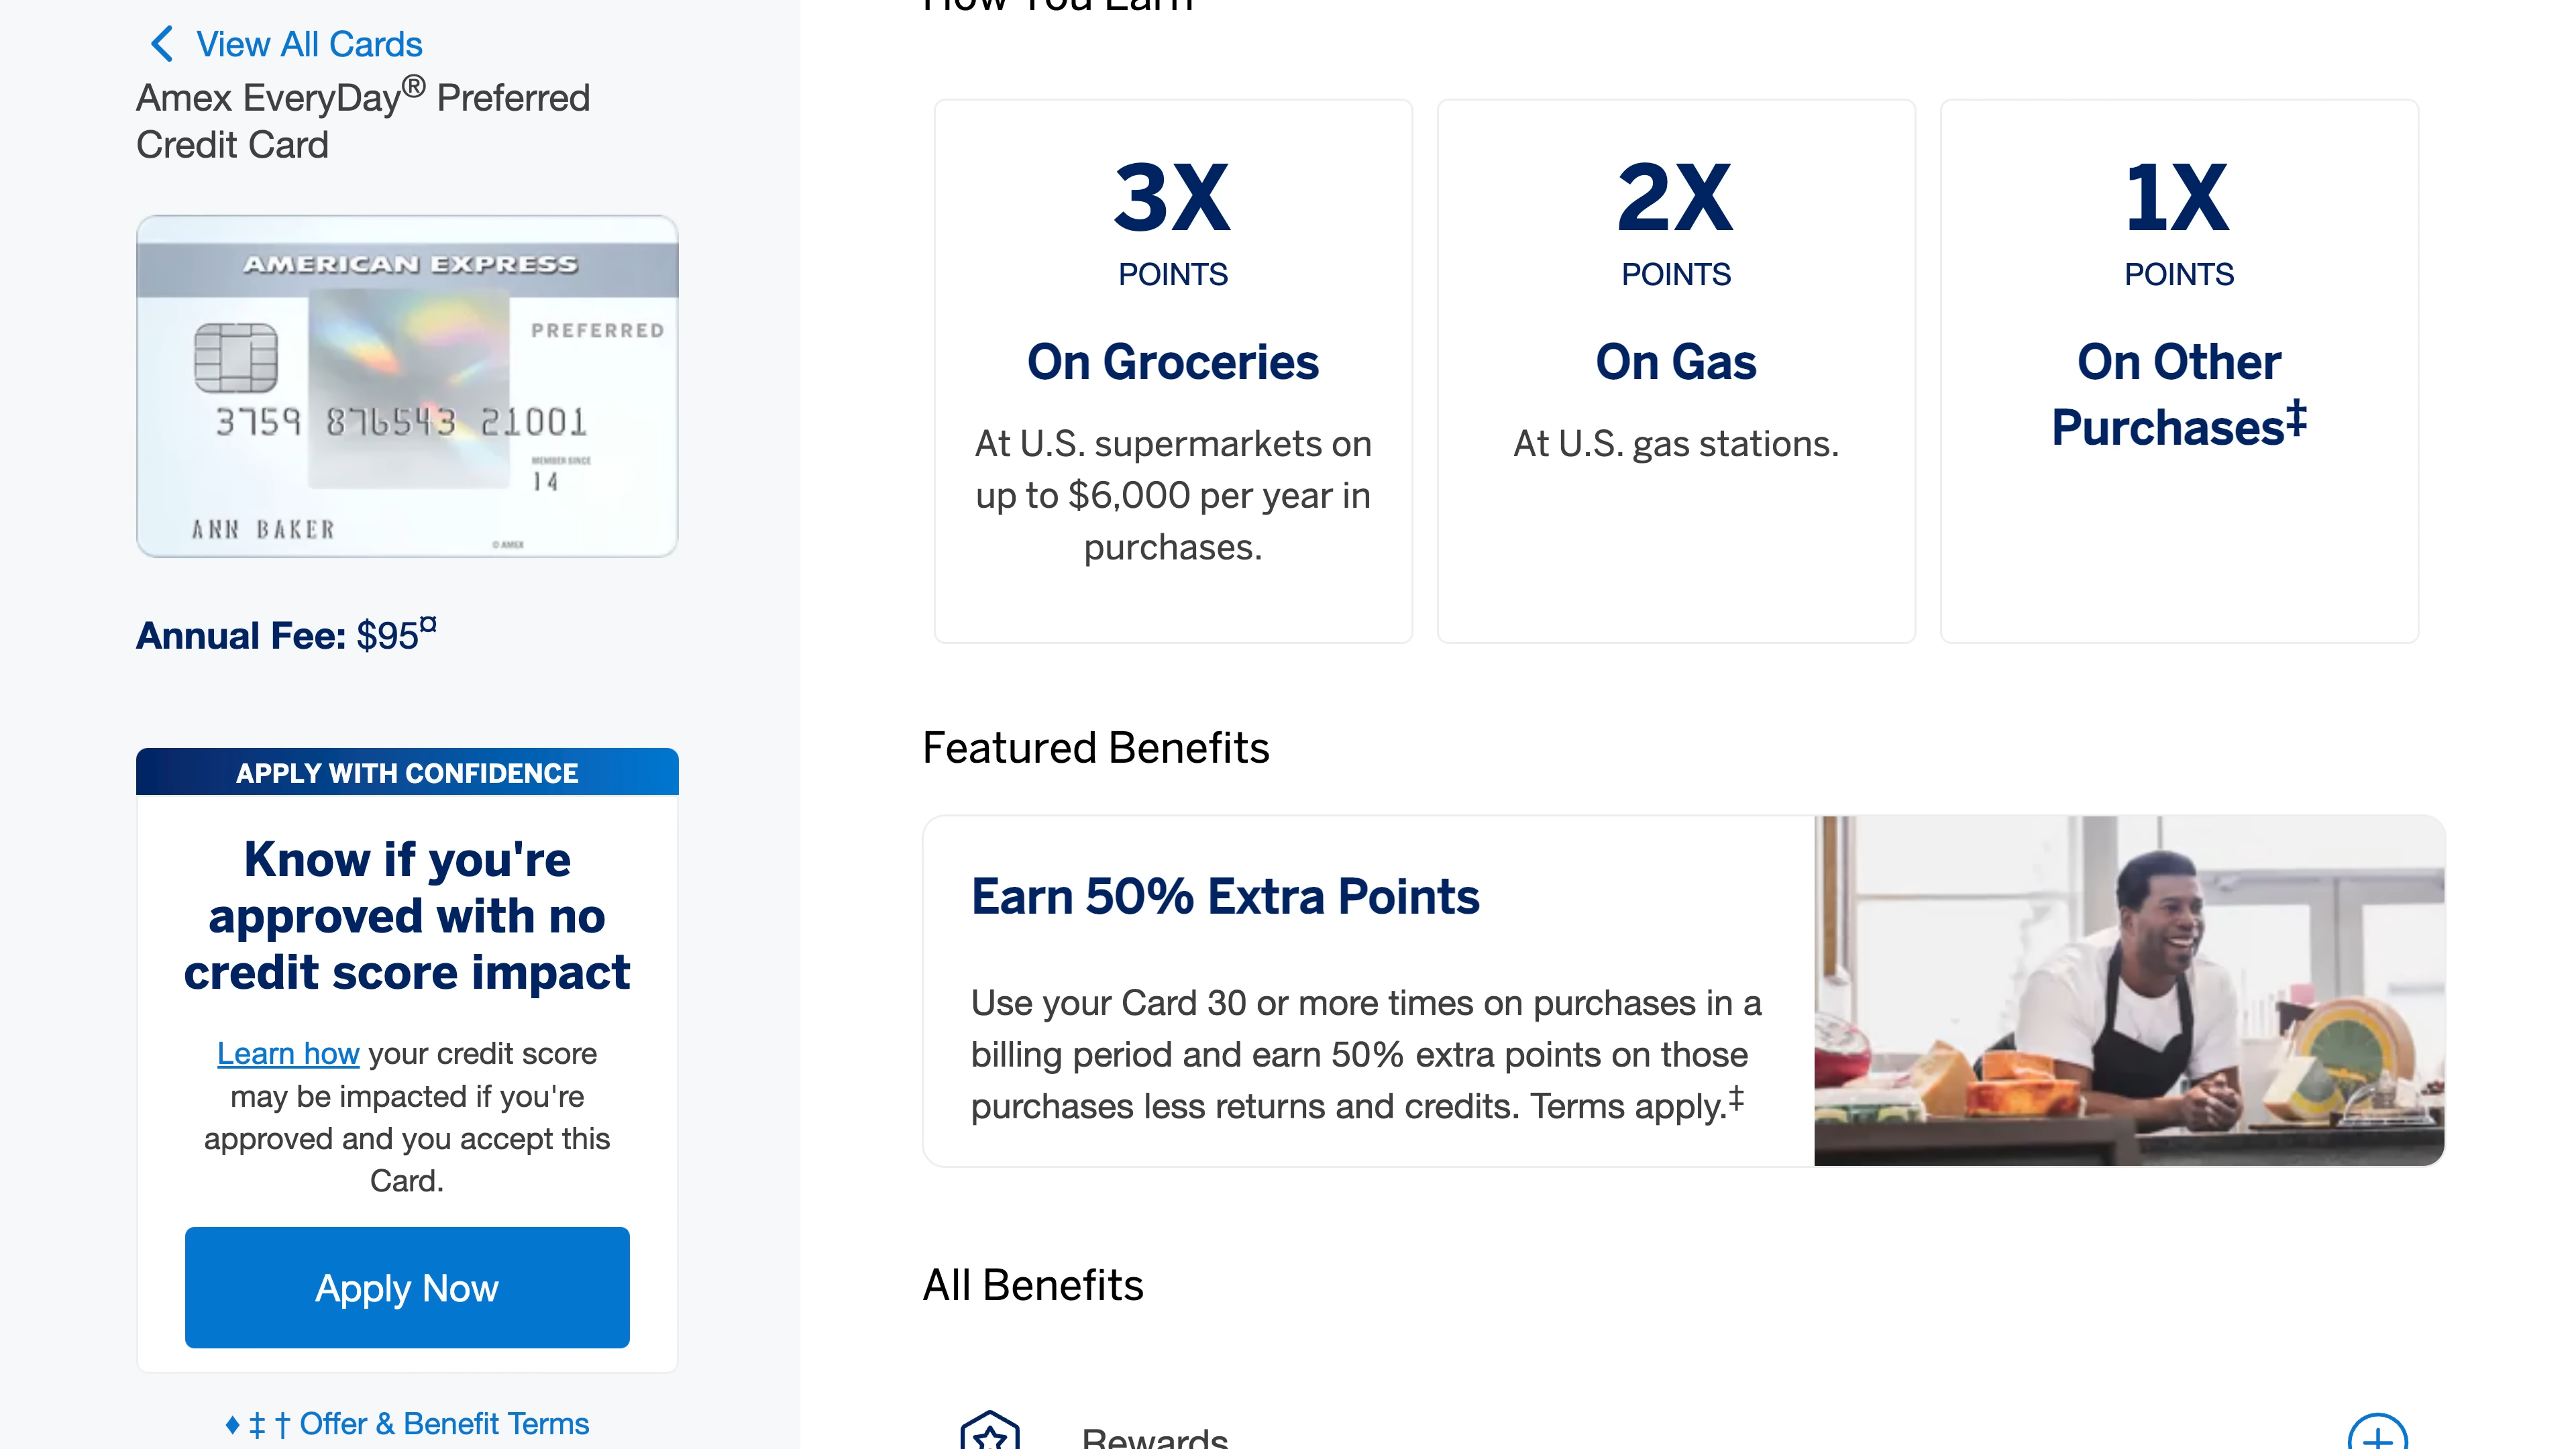 How You Earn
View All Cards
Amex EveryDay® Preferred
Credit Card
AMERICAN EXPRESS
PREFERRED
3759 876543 21001
MEMBER SINCE
14
ANN BAKER
© AMEX
Annual Fee: $95¤
APPLY WITH CONFIDENCE
Know if you're
approved with no
credit score impact
Learn how your credit score
may be impacted if you're
approved and you accept this
Card.
Apply Now
♦ ‡ † Offer & Benefit Terms
3X
POINTS
On Groceries
At U.S. supermarkets on
up to $6,000 per year in
purchases.
2X
POINTS
On Gas
At U.S. gas stations.
1X
POINTS
On Other
Purchases‡
Featured Benefits
Earn 50% Extra Points
Use your Card 30 or more times on purchases in a
billing period and earn 50% extra points on those
purchases less returns and credits. Terms apply.‡
All Benefits
Rewards